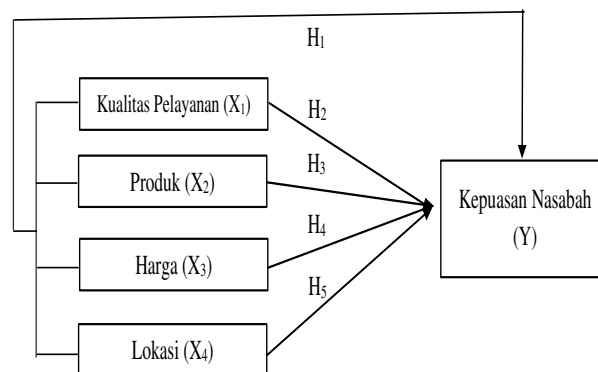 H₁
Kualitas Pelayanan (X₁)
H₂
Produk (X₂)
H₃
Kepuasan Nasabah
(Y)
Harga (X₃)
H₄
Lokasi (X₄)
H₅